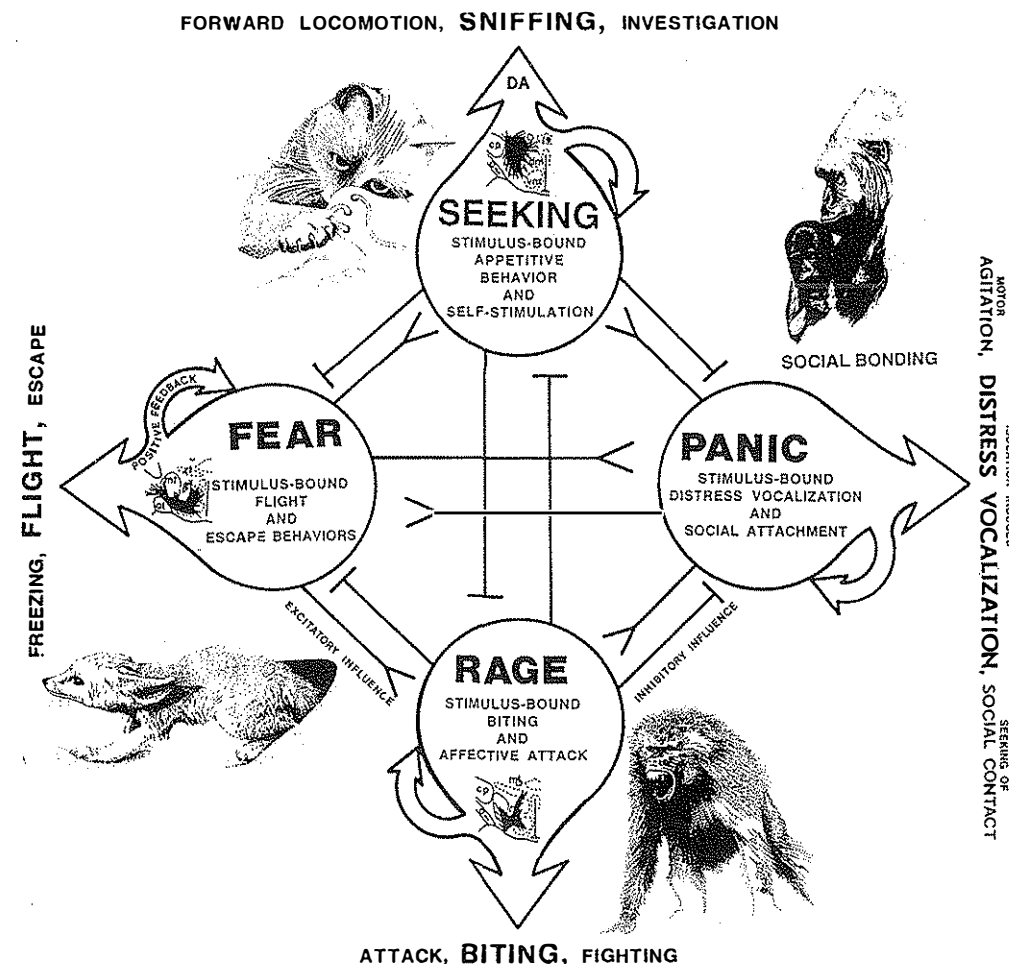 FORWARD LOCOMOTION, SNIFFING, INVESTIGATION
DA
SEEKING
STIMULUS-BOUND
APPETITIVE
BEHAVIOR
AND
SELF-STIMULATION
SOCIAL BONDING
FREEZING, FLIGHT, ESCAPE
POSITIVE FEEDBACK
FEAR
STIMULUS-BOUND
FLIGHT
AND
ESCAPE BEHAVIORS
PANIC
STIMULUS-BOUND
DISTRESS VOCALIZATION
AND
SOCIAL ATTACHMENT
MOTOR
AGITATION, DISTRESS VOCALIZATION, SOCIAL CONTACT
SEEKING OF
EXCITATORY INFLUENCE
INHIBITORY INFLUENCE
RAGE
STIMULUS-BOUND
BITING
AND
AFFECTIVE ATTACK
ATTACK, BITING, FIGHTING